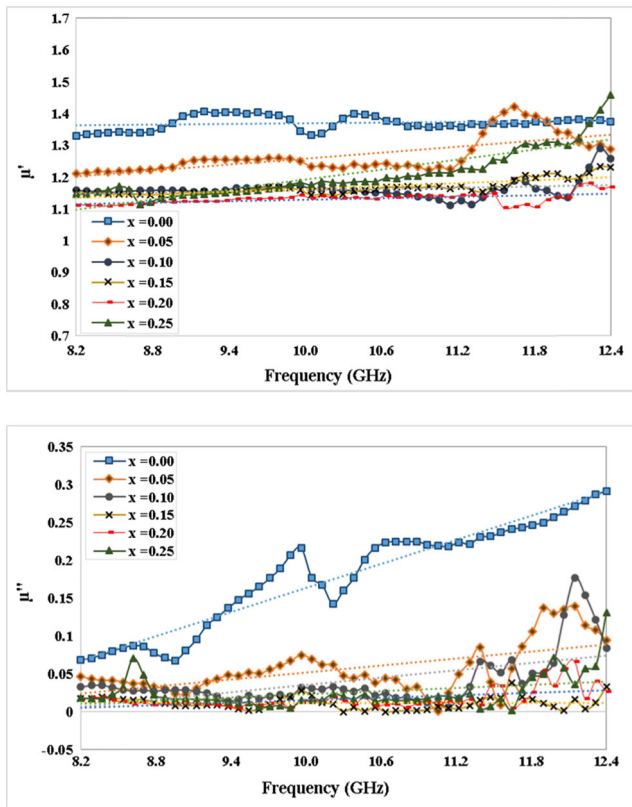 1.7
1.6
1.5
1.4
1.3
1.2
1.1
1
0.9
0.8
0.7
μ'
x =0.00
x =0.05
x =0.10
x =0.15
x =0.20
x =0.25
8.2 8.8 9.4 10.0 10.6 11.2 11.8 12.4
Frequency (GHz)
0.35
0.3
0.25
0.2
0.15
0.1
0.05
0
-0.05
μ''
x =0.00
x =0.05
x =0.10
x =0.15
x =0.20
x =0.25
8.2 8.8 9.4 10.0 10.6 11.2 11.8 12.4
Frequency (GHz)